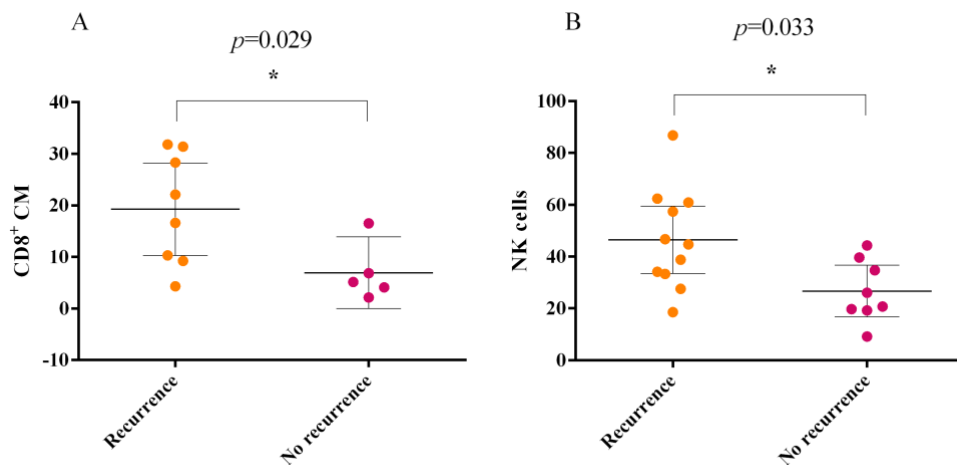 A
p=0.029
*
40
30
20
10
0
-10
CD8⁺ CM
Recurrence
No recurrence
B
p=0.033
*
100
80
60
40
20
0
NK cells
Recurrence
No recurrence